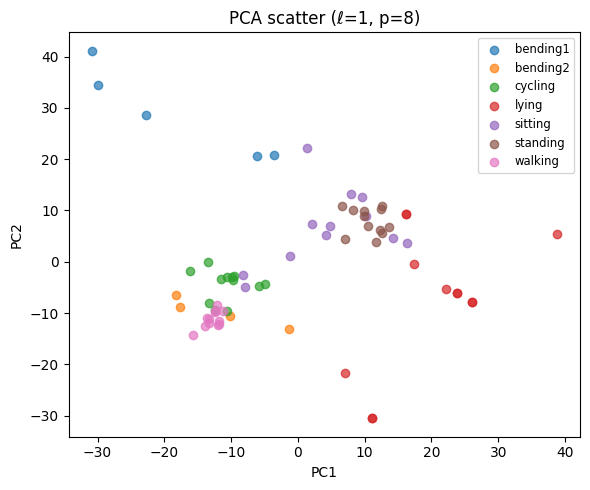 PCA scatter (ℓ=1, p=8)
bending1
bending2
cycling
lying
sitting
standing
walking
PC2
40
30
20
10
0
−10
−20
−30
−30
−20
−10
0
10
20
30
40
PC1